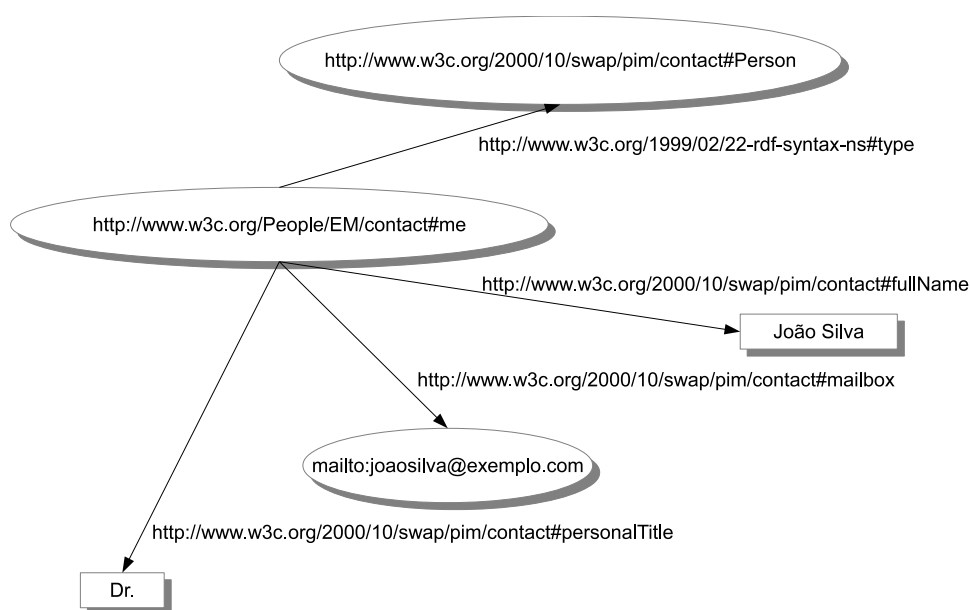 http://www.w3c.org/2000/10/swap/pim/contact#Person
http://www.w3c.org/1999/02/22-rdf-syntax-ns#type
http://www.w3c.org/People/EM/contact#me
http://www.w3c.org/2000/10/swap/pim/contact#fullName
João Silva
http://www.w3c.org/2000/10/swap/pim/contact#mailbox
mailto:joaosilva@exemplo.com
http://www.w3c.org/2000/10/swap/pim/contact#personalTitle
Dr.